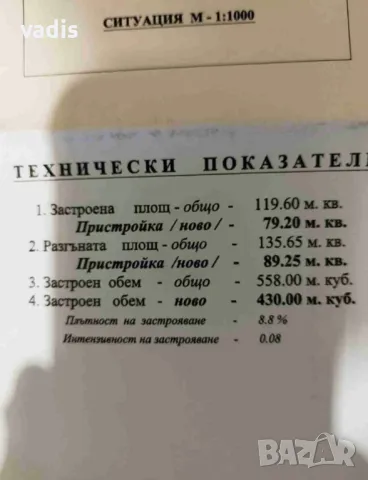 vadis
СИТУАЦИЯ М - 1:1000
ТЕХНИЧЕСКИ ПОКАЗАТЕЛИ
1. Застроена площ - общо - 119.60 м. кв.
Пристройка /ново/ - 79.20 м. кв.
2. Разгъната площ - общо - 135.65 м. кв.
Пристройка /ново/ - 89.25 м. кв.
3. Застроен обем - общо - 558.00 м. куб.
4. Застроен обем - ново - 430.00 м. куб.
Плътност на застрояване - 8.8 %
Интензивност на застрояване - 0.08
BAZAR